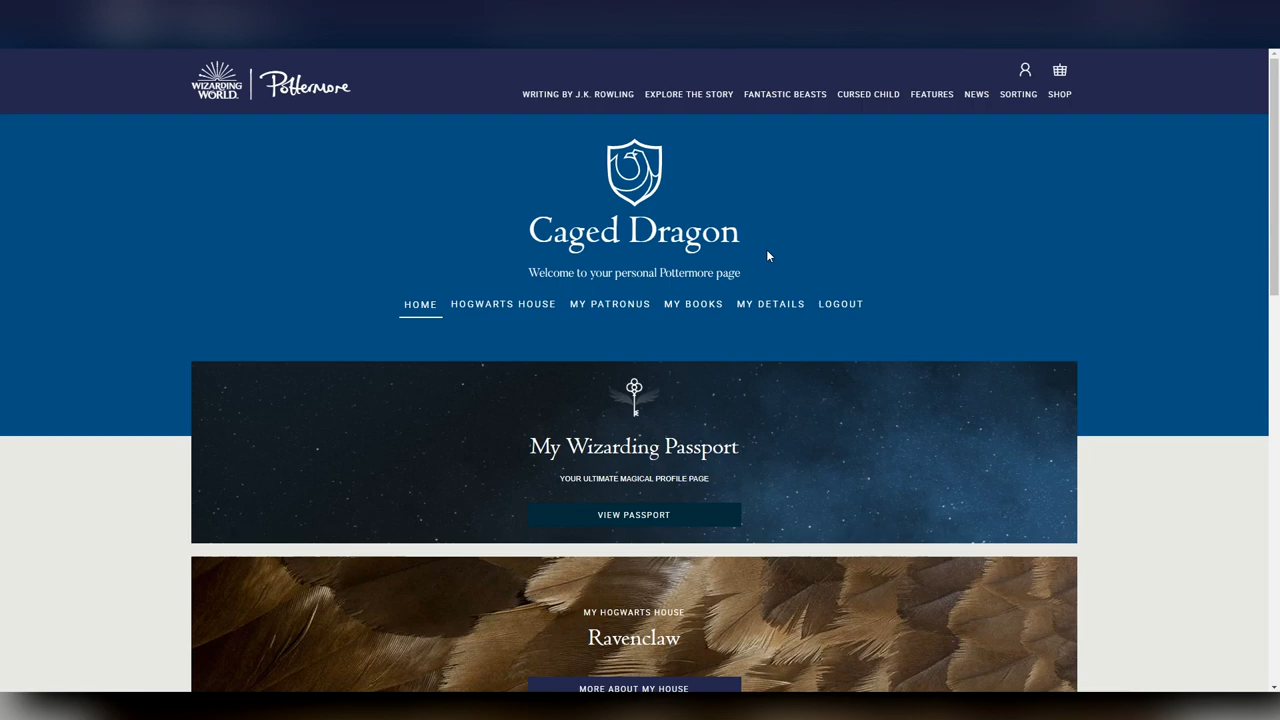 WIZARDING
WORLD.
Pottermore
WRITING BY J.K. ROWLING EXPLORE THE STORY FANTASTIC BEASTS CURSED CHILD FEATURES NEWS SORTING SHOP
Caged Dragon
Welcome to your personal Pottermore page
HOME HOGWARTS HOUSE MY PATRONUS MY BOOKS MY DETAILS LOGOUT
My Wizarding Passport
YOUR ULTIMATE MAGICAL PROFILE PAGE
VIEW PASSPORT
MY HOGWARTS HOUSE
Ravenclaw
MORE ABOUT MY HOUSE